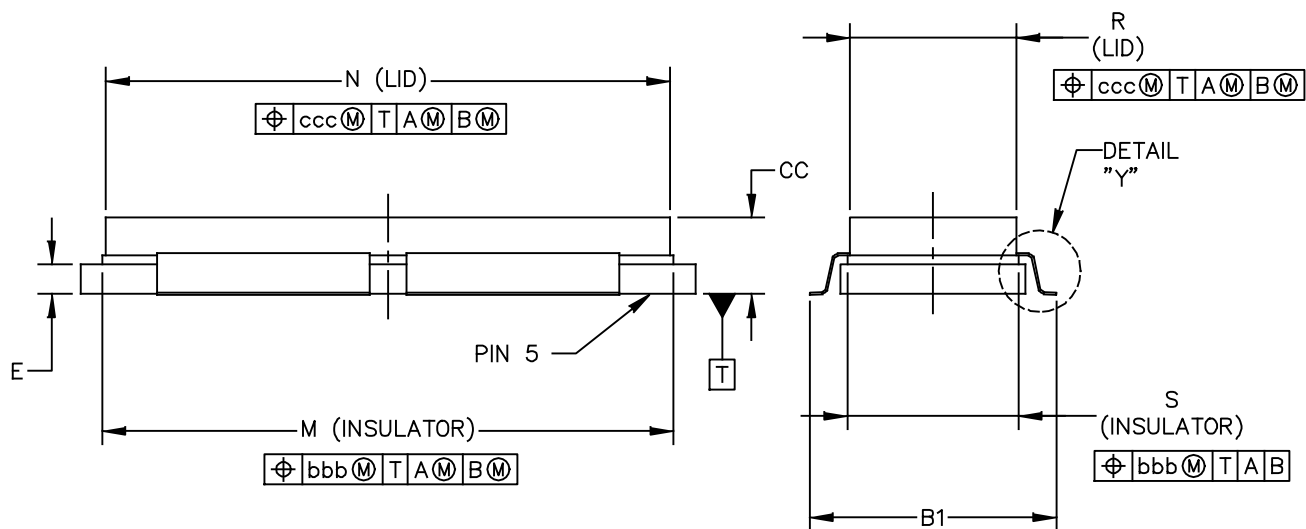 R
(LID)
⌖ ccc Ⓜ T A Ⓜ B Ⓜ
N (LID)
⌖ ccc Ⓜ T A Ⓜ B Ⓜ
DETAIL
"Y"
CC
PIN 5
E
T
M (INSULATOR)
⌖ bbb Ⓜ T A Ⓜ B Ⓜ
S
(INSULATOR)
⌖ bbb Ⓜ T A B
B1